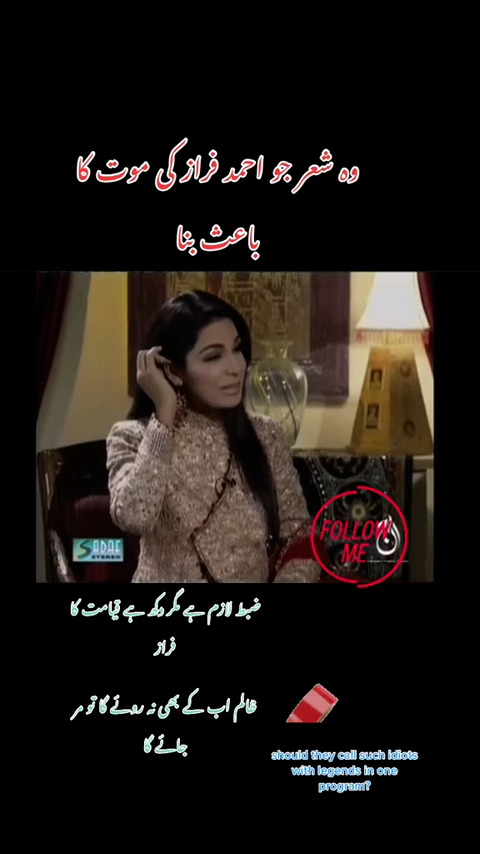 وہ شعر جو احمد فراز کی موت کا
باعث بنا
SADAF
STEREO
FOLLOW
ME
ضبط لازم ہے مگر دکھ ہے قیامت کا
فراز
ظالم اب کے بھی نہ روئے گا تو مر
جائے گا
should they call such idiots
with legends in one
program?